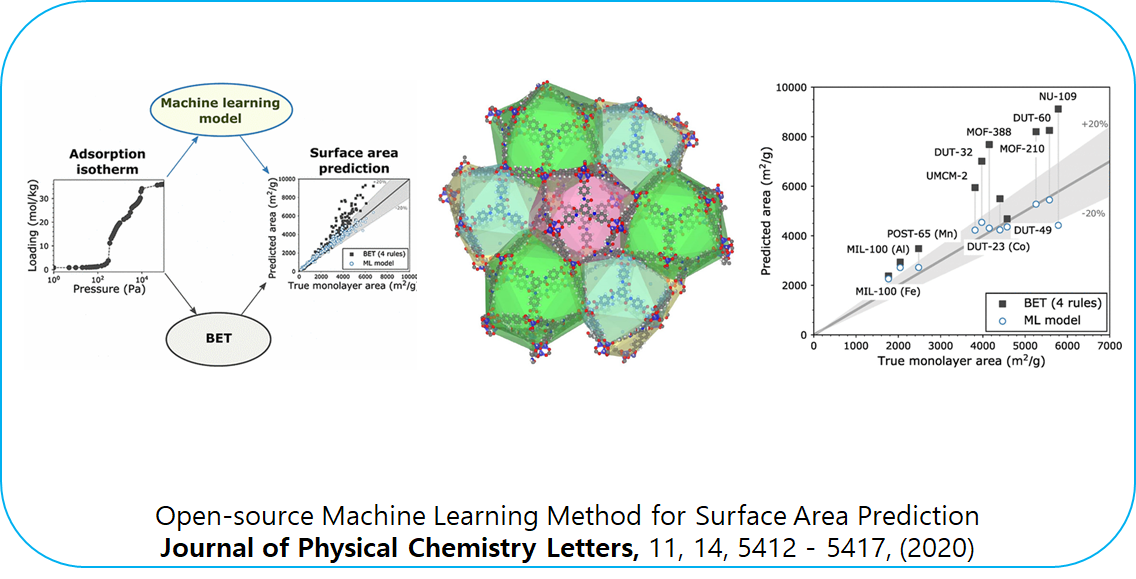 Machine learning
model
Adsorption
isotherm
Loading (mol/kg)
30
20
10
0
10⁰
10²
10⁴
Pressure (Pa)
BET
Surface area
prediction
Predicted area (m²/g)
10000
8000
6000
4000
2000
0
+20%
-20%
BET (4 rules)
ML model
0 2000 4000 6000 8000 10000
True monolayer area (m²/g)
Predicted area (m²/g)
10000
8000
6000
4000
2000
0
NU-109
DUT-60
+20%
MOF-388
MOF-210
DUT-32
UMCM-2
-20%
POST-65 (Mn)
DUT-49
MIL-100 (Al)
DUT-23 (Co)
MIL-100 (Fe)
BET (4 rules)
ML model
0 1000 2000 3000 4000 5000 6000 7000
True monolayer area (m²/g)
Open-source Machine Learning Method for Surface Area Prediction
Journal of Physical Chemistry Letters, 11, 14, 5412 - 5417, (2020)